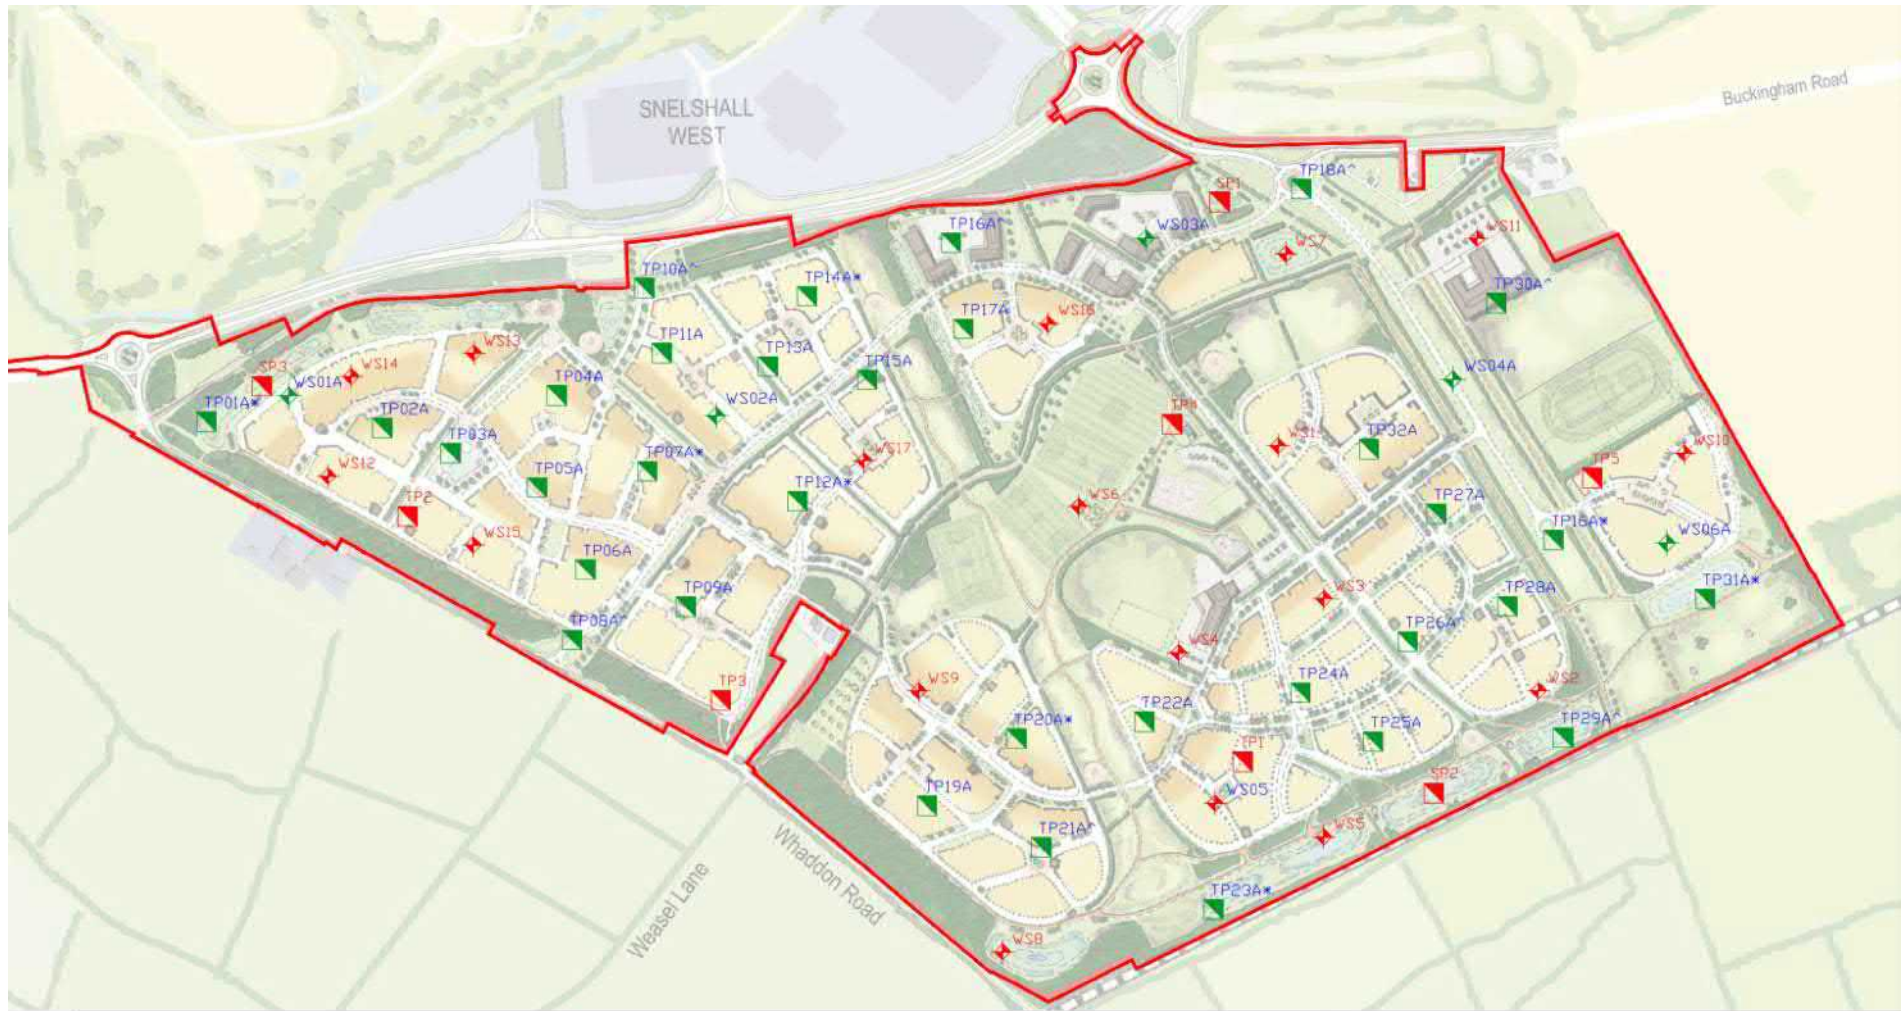 SNELSHALL
WEST
Buckingham Road
TP18A^
SP1
WS03A
WS11
TP16A^
WS7
TP10A^
TP14A*
TP30A^
TP17A
WS16
TP11A
TP13A
TP15A
WS13
WS14
SP3
WS01A
TP04A
WS04A
TP01A*
TP02A
WS02A
TP4
TP32A
TP03A
WS10
WS12
TP05A
TP07A*
WS17
TP5
TP12A*
TP27A
TP2
WS6
WS15
TP16A*
WS06A
TP06A
TP09A
WS3
TP28A
TP31A*
TP08A^
TP26A^
WS4
TP3
WS9
TP24A
WS2
TP20A*
TP22A
TP25A
TP29A^
TP1
SP2
TP19A
WS05
WS5
TP21A^
Whaddon Road
Weasel Lane
TP23A*
WS8